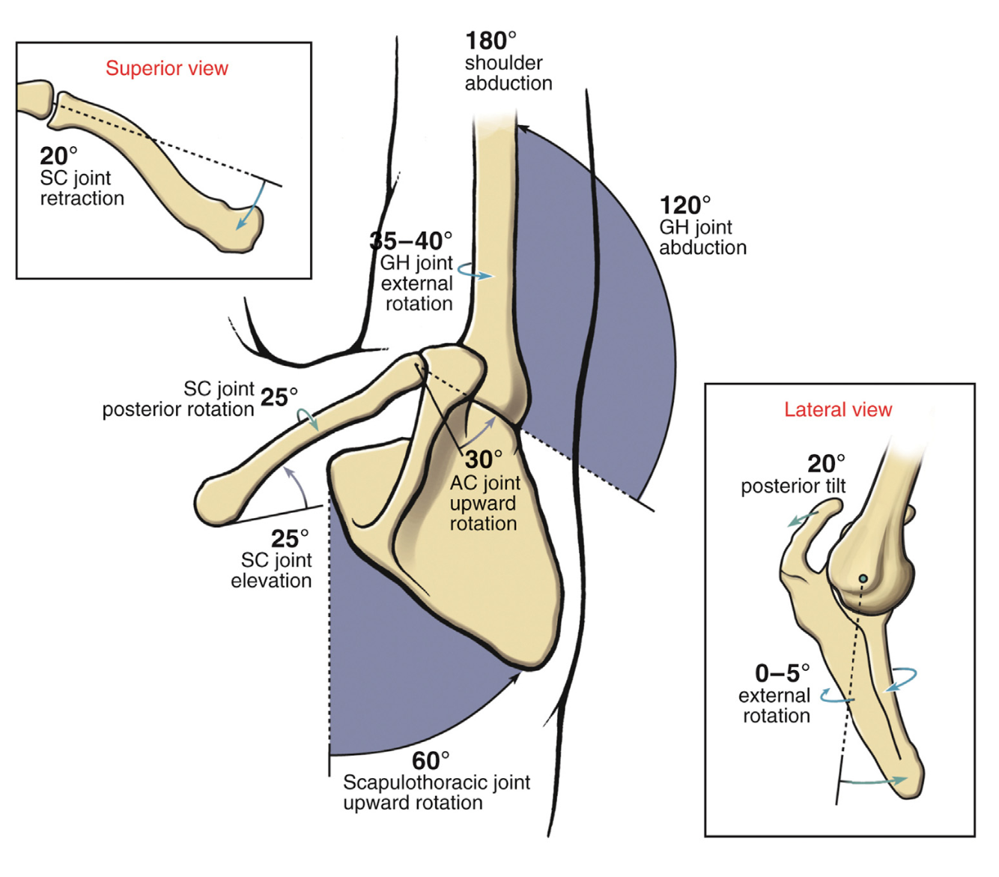 Superior view
20°
SC joint
retraction
180°
shoulder
abduction
120°
GH joint
abduction
35–40°
GH joint
external
rotation
SC joint
posterior rotation
25°
30°
AC joint
upward
rotation
25°
SC joint
elevation
60°
Scapulothoracic joint
upward rotation
Lateral view
20°
posterior tilt
0–5°
external
rotation